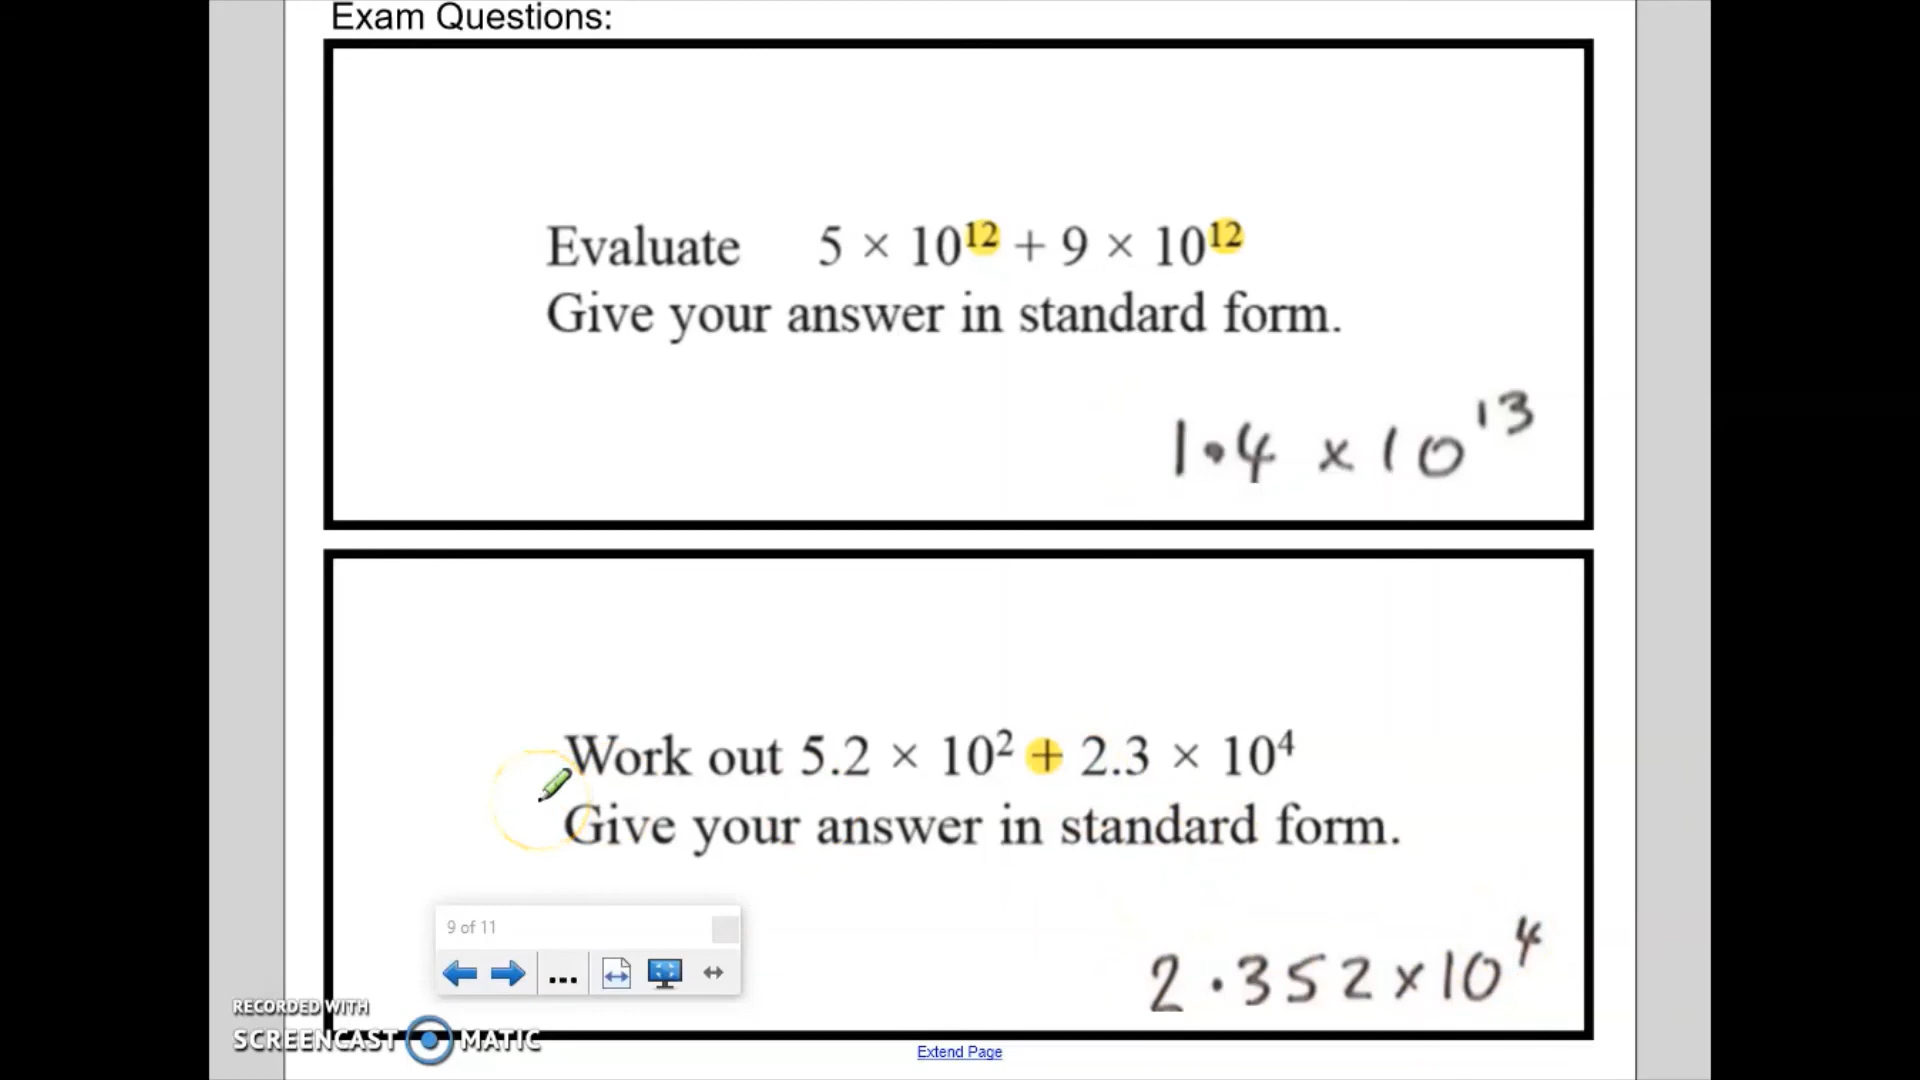 Exam Questions:
Evaluate 5 × 10¹² + 9 × 10¹²
Give your answer in standard form.
1.4 × 10¹³
Work out 5.2 × 10² + 2.3 × 10⁴
Give your answer in standard form.
9 of 11
...
2.352 × 10⁴
RECORDED WITH
SCREENCAST MATIC
Extend Page